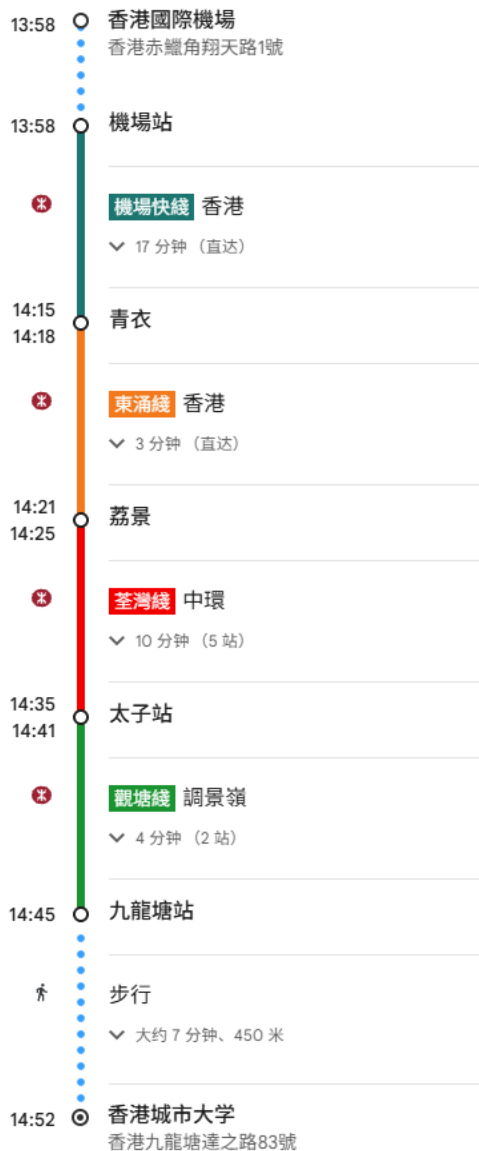 13:58 香港國際機場
香港赤鱲角翔天路1號
13:58 機場站
機場快綫 香港
17 分钟 （直达）
14:15
青衣
14:18
東涌綫 香港
3 分钟 （直达）
14:21
荔景
14:25
荃灣綫 中環
10 分钟 （5 站）
14:35
太子站
14:41
觀塘綫 調景嶺
4 分钟 （2 站）
14:45 九龍塘站
步行
大约 7 分钟、450 米
14:52 香港城市大学
香港九龍塘達之路83號